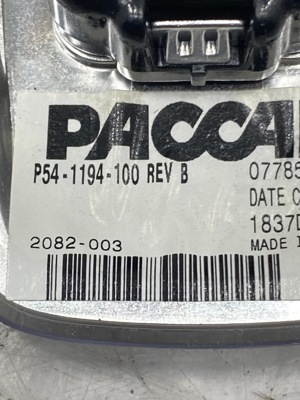 PACCA
P54-1194-100 REV B 07785
DATE C
1837D
2082-003 MADE I